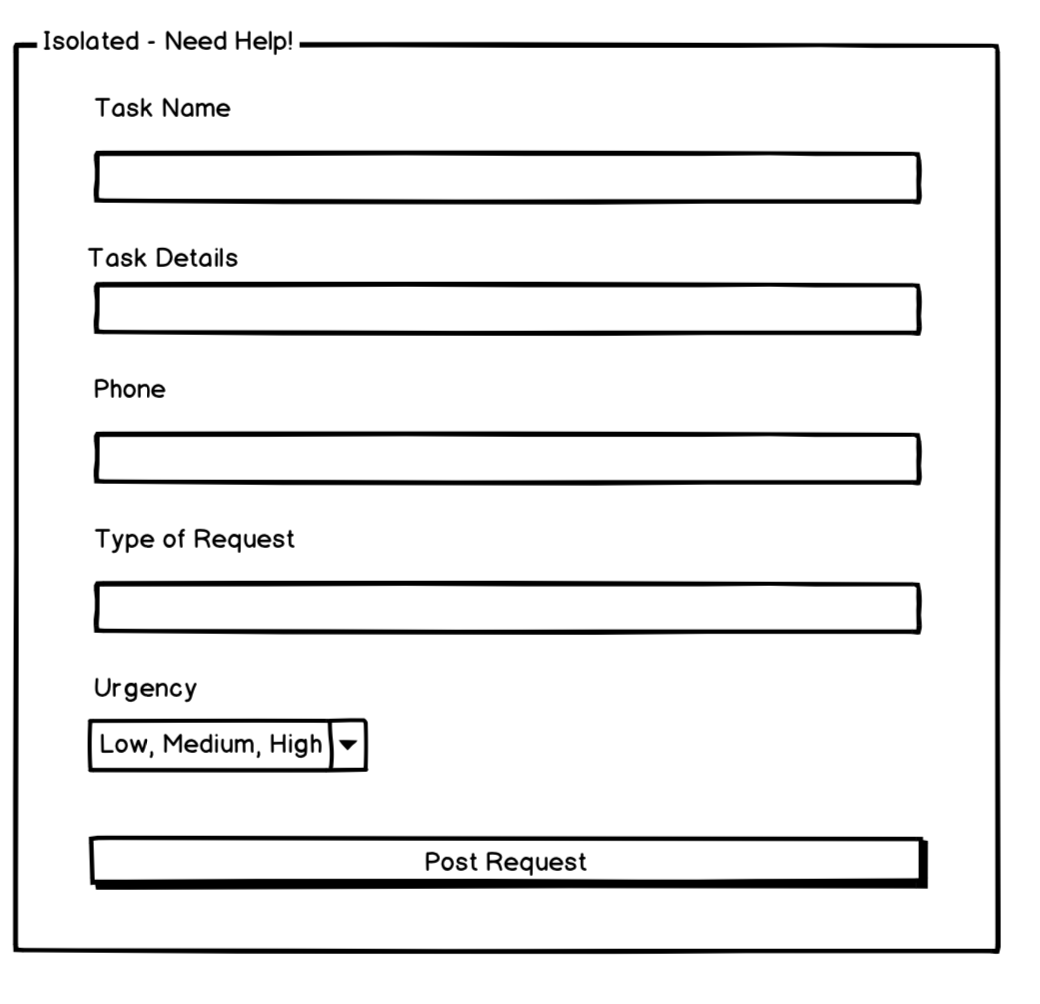 Isolated - Need Help!
Task Name
Task Details
Phone
Type of Request
Urgency
Low, Medium, High
Post Request